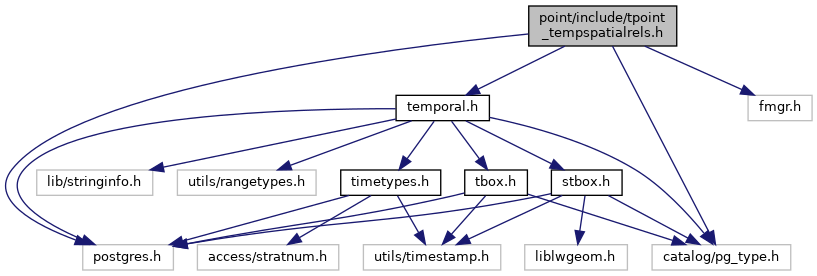 point/include/tpoint
_tempspatialrels.h
temporal.h
fmgr.h
lib/stringinfo.h
utils/rangetypes.h
timetypes.h
tbox.h
stbox.h
postgres.h
access/stratnum.h
utils/timestamp.h
liblwgeom.h
catalog/pg_type.h